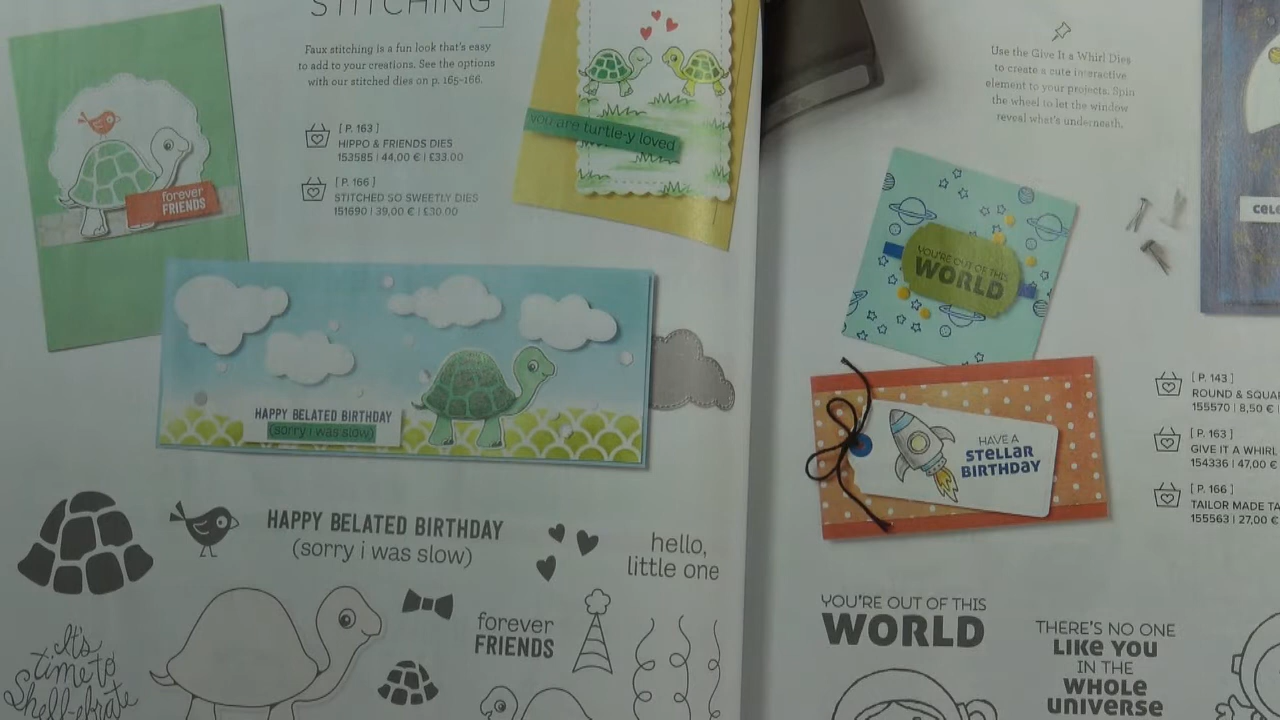 STITCHING
Faux stitching is a fun look that's easy
to add to your creations. See the options
with our stitched dies on p. 165-166.
[P. 163]
HIPPO & FRIENDS DIES
153585 | 44,00 € | £33.00
[P. 166]
STITCHED SO SWEETLY DIES
151690 | 39,00 € | £30.00
forever
FRIENDS
you are turtle-y loved
HAPPY BELATED BIRTHDAY
(sorry i was slow)
HAPPY BELATED BIRTHDAY
(sorry i was slow)
hello,
little one
forever
FRIENDS
It's
time to
Shell-ebrate
Use the Give It a Whirl Dies
to create a cute interactive
element to your projects. Spin
the wheel to let the window
reveal what's underneath.
CELE
YOU'RE OUT OF THIS
WORLD
HAVE A
STELLAR
BIRTHDAY
[P. 143]
ROUND & SQUA
155570 | 8,50 €
[P. 163]
GIVE IT A WHIRL
154336 | 47,00 €
[P. 166]
TAILOR MADE TA
155563 | 27,00 €
YOU'RE OUT OF THIS
WORLD
THERE'S NO ONE
LIKE YOU
IN THE
WHOLE
UNIVERSE